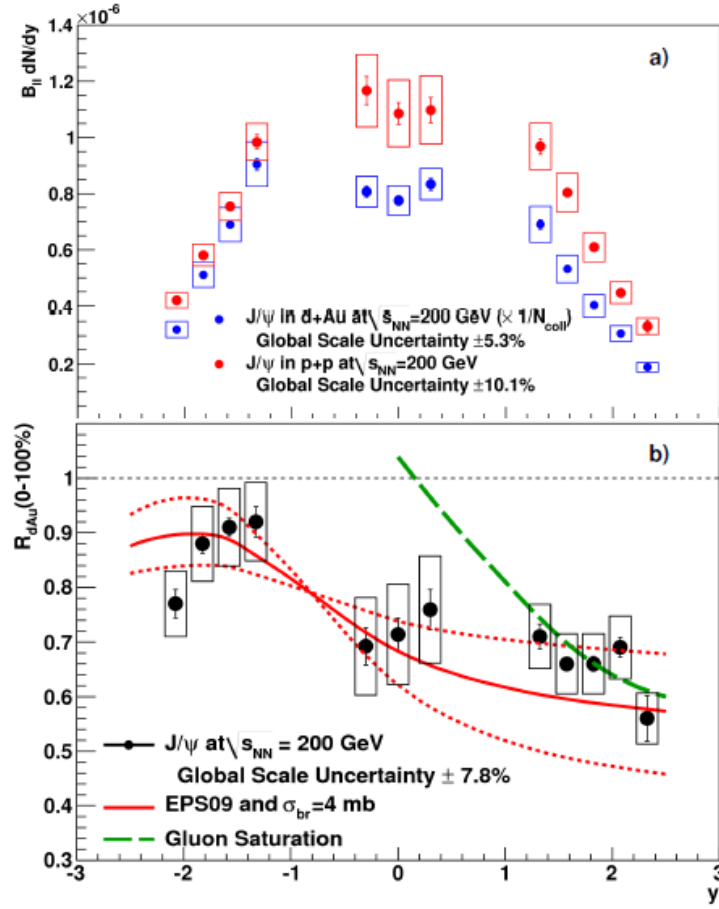 ×10⁻⁶
B_ll dN/dy
a)
1.4
1.2
1
0.8
0.6
0.4
0.2
J/ψ in d+Au at √s_NN=200 GeV (× 1/N_coll)
Global Scale Uncertainty ±5.3%
J/ψ in p+p at √s_NN=200 GeV
Global Scale Uncertainty ±10.1%
R_dAu(0-100%)
b)
1
0.9
0.8
0.7
0.6
0.5
0.4
0.3
J/ψ at √s_NN = 200 GeV
Global Scale Uncertainty ± 7.8%
EPS09 and σ_br=4 mb
Gluon Saturation
-3 -2 -1 0 1 2 3
y